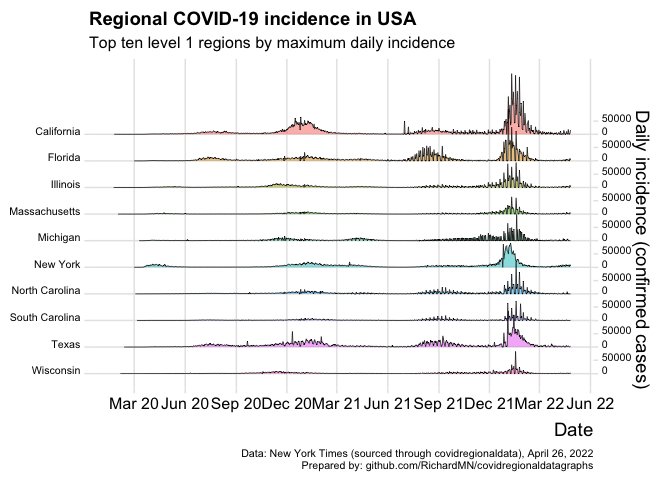 Regional COVID-19 incidence in USA
Top ten level 1 regions by maximum daily incidence
California
Florida
Illinois
Massachusetts
Michigan
New York
North Carolina
South Carolina
Texas
Wisconsin
50000
0
50000
0
50000
0
50000
0
50000
0
50000
0
50000
0
50000
0
50000
0
50000
0
Daily incidence (confirmed cases)
Mar 20 Jun 20 Sep 20 Dec 20 Mar 21 Jun 21 Sep 21 Dec 21 Mar 22 Jun 22
Date
Data: New York Times (sourced through covidregionaldata), April 26, 2022
Prepared by: github.com/RichardMN/covidregionaldatagraphs